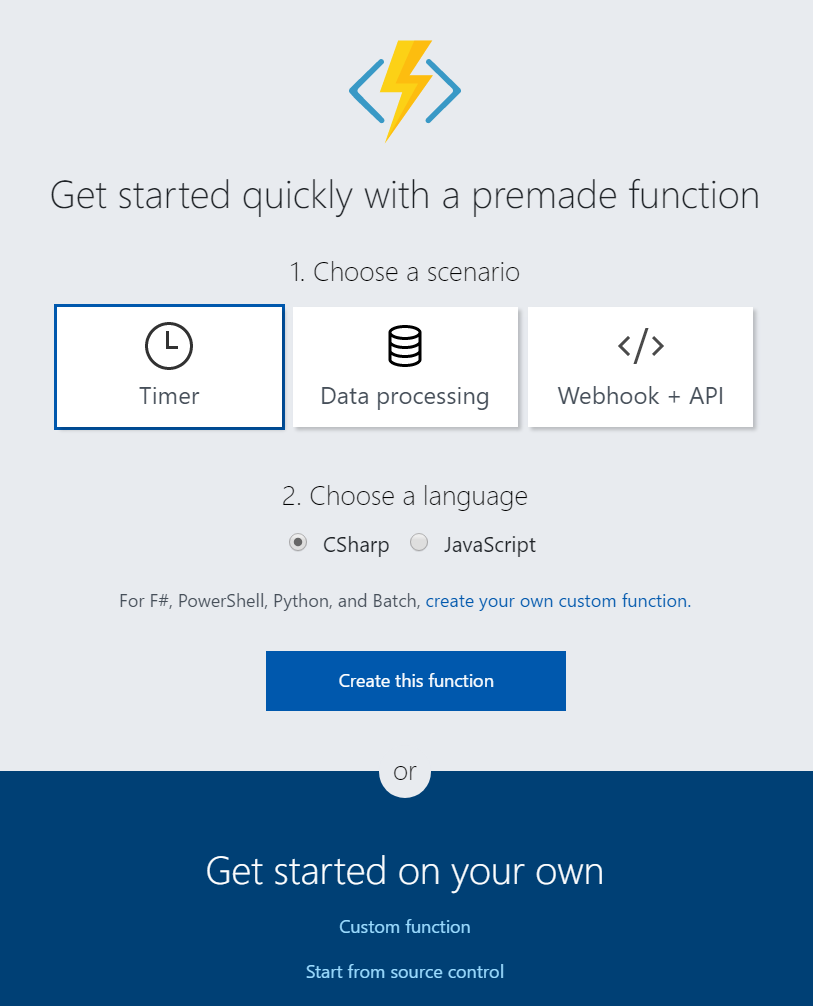 Get started quickly with a premade function
1. Choose a scenario
Timer
Data processing
Webhook + API
2. Choose a language
CSharp JavaScript
For F#, PowerShell, Python, and Batch, create your own custom function.
Create this function
or
Get started on your own
Custom function
Start from source control